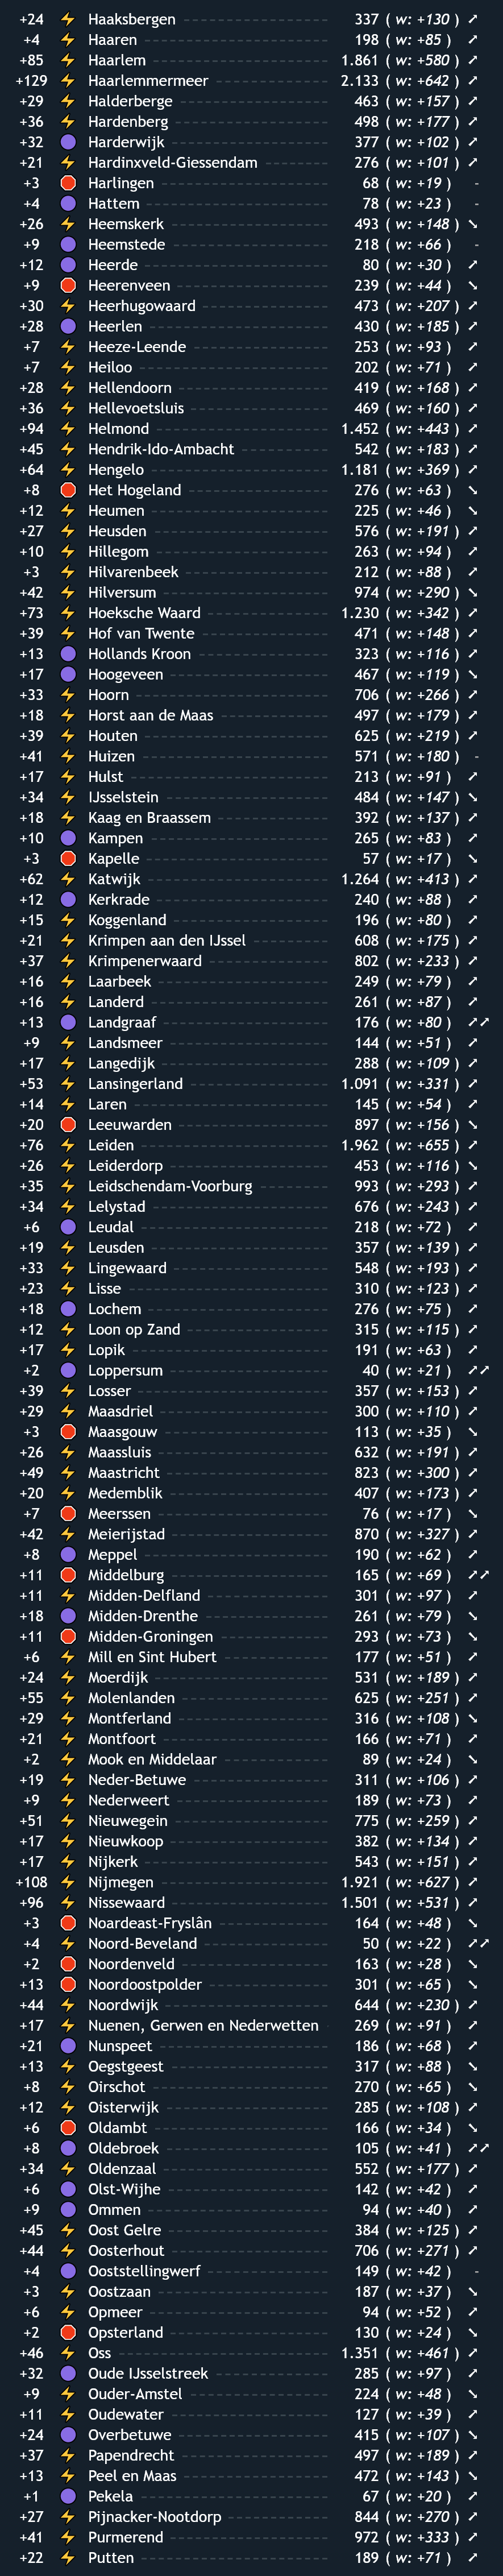 +24 Haaksbergen 337 ( w: +130 ) ↗
+4 Haaren 198 ( w: +85 ) ↗
+85 Haarlem 1.861 ( w: +580 ) ↗
+129 Haarlemmermeer 2.133 ( w: +642 ) ↗
+29 Halderberge 463 ( w: +157 ) ↗
+36 Hardenberg 498 ( w: +177 ) ↗
+32 Harderwijk 377 ( w: +102 ) ↗
+21 Hardinxveld-Giessendam 276 ( w: +101 ) ↗
+3 Harlingen 68 ( w: +19 ) -
+4 Hattem 78 ( w: +23 ) -
+26 Heemskerk 493 ( w: +148 ) ↘
+9 Heemstede 218 ( w: +66 ) -
+12 Heerde 80 ( w: +30 ) ↗
+9 Heerenveen 239 ( w: +44 ) ↘
+30 Heerhugowaard 473 ( w: +207 ) ↗
+28 Heerlen 430 ( w: +185 ) ↗
+7 Heeze-Leende 253 ( w: +93 ) ↗
+7 Heiloo 202 ( w: +71 ) ↗
+28 Hellendoorn 419 ( w: +168 ) ↗
+36 Hellevoetsluis 469 ( w: +160 ) ↗
+94 Helmond 1.452 ( w: +443 ) ↗
+45 Hendrik-Ido-Ambacht 542 ( w: +183 ) ↗
+64 Hengelo 1.181 ( w: +369 ) ↗
+8 Het Hogeland 276 ( w: +63 ) ↘
+12 Heumen 225 ( w: +46 ) ↘
+27 Heusden 576 ( w: +191 ) ↗
+10 Hillegom 263 ( w: +94 ) ↗
+3 Hilvarenbeek 212 ( w: +88 ) ↗
+42 Hilversum 974 ( w: +290 ) ↘
+73 Hoeksche Waard 1.230 ( w: +342 ) ↗
+39 Hof van Twente 471 ( w: +148 ) ↗
+13 Hollands Kroon 323 ( w: +116 ) ↗
+17 Hoogeveen 467 ( w: +119 ) ↘
+33 Hoorn 706 ( w: +266 ) ↗
+18 Horst aan de Maas 497 ( w: +179 ) ↗
+39 Houten 625 ( w: +219 ) ↗
+41 Huizen 571 ( w: +180 ) -
+17 Hulst 213 ( w: +91 ) ↗
+34 IJsselstein 484 ( w: +147 ) ↘
+18 Kaag en Braassem 392 ( w: +137 ) ↗
+10 Kampen 265 ( w: +83 ) ↗
+3 Kapelle 57 ( w: +17 ) ↘
+62 Katwijk 1.264 ( w: +413 ) ↗
+12 Kerkrade 240 ( w: +88 ) ↗
+15 Koggenland 196 ( w: +80 ) ↗
+21 Krimpen aan den IJssel 608 ( w: +175 ) ↗
+37 Krimpenerwaard 802 ( w: +233 ) ↗
+16 Laarbeek 249 ( w: +79 ) ↗
+16 Landerd 261 ( w: +87 ) ↗
+13 Landgraaf 176 ( w: +80 ) ↗↗
+9 Landsmeer 144 ( w: +51 ) ↗
+17 Langedijk 288 ( w: +109 ) ↗
+53 Lansingerland 1.091 ( w: +331 ) ↗
+14 Laren 145 ( w: +54 ) ↗
+20 Leeuwarden 897 ( w: +156 ) ↘
+76 Leiden 1.962 ( w: +655 ) ↗
+26 Leiderdorp 453 ( w: +116 ) ↘
+35 Leidschendam-Voorburg 993 ( w: +293 ) ↗
+34 Lelystad 676 ( w: +243 ) ↗
+6 Leudal 218 ( w: +72 ) ↗
+19 Leusden 357 ( w: +139 ) ↗
+33 Lingewaard 548 ( w: +193 ) ↗
+23 Lisse 310 ( w: +123 ) ↗
+18 Lochem 276 ( w: +75 ) ↗
+12 Loon op Zand 315 ( w: +115 ) ↗
+17 Lopik 191 ( w: +63 ) ↗
+2 Loppersum 40 ( w: +21 ) ↗↗
+39 Losser 357 ( w: +153 ) ↗
+29 Maasdriel 300 ( w: +110 ) ↗
+3 Maasgouw 113 ( w: +35 ) ↘
+26 Maassluis 632 ( w: +191 ) ↗
+49 Maastricht 823 ( w: +300 ) ↗
+20 Medemblik 407 ( w: +173 ) ↗
+7 Meerssen 76 ( w: +17 ) ↘
+42 Meierijstad 870 ( w: +327 ) ↗
+8 Meppel 190 ( w: +62 ) ↗
+11 Middelburg 165 ( w: +69 ) ↗↗
+11 Midden-Delfland 301 ( w: +97 ) ↗
+18 Midden-Drenthe 261 ( w: +79 ) ↘
+11 Midden-Groningen 293 ( w: +73 ) ↘
+6 Mill en Sint Hubert 177 ( w: +51 ) ↗
+24 Moerdijk 531 ( w: +189 ) ↗
+55 Molenlanden 625 ( w: +251 ) ↗
+29 Montferland 316 ( w: +108 ) ↘
+21 Montfoort 166 ( w: +71 ) ↗
+2 Mook en Middelaar 89 ( w: +24 ) ↘
+19 Neder-Betuwe 311 ( w: +106 ) ↗
+9 Nederweert 189 ( w: +73 ) ↗
+51 Nieuwegein 775 ( w: +259 ) ↗
+17 Nieuwkoop 382 ( w: +134 ) ↗
+17 Nijkerk 543 ( w: +151 ) ↗
+108 Nijmegen 1.921 ( w: +627 ) ↗
+96 Nissewaard 1.501 ( w: +531 ) ↗
+3 Noardeast-Fryslân 164 ( w: +48 ) ↘
+4 Noord-Beveland 50 ( w: +22 ) ↗↗
+2 Noordenveld 163 ( w: +28 ) ↘
+13 Noordoostpolder 301 ( w: +65 ) ↘
+44 Noordwijk 644 ( w: +230 ) ↗
+17 Nuenen, Gerwen en Nederwetten 269 ( w: +91 ) ↗
+21 Nunspeet 186 ( w: +68 ) ↗
+13 Oegstgeest 317 ( w: +88 ) ↘
+8 Oirschot 270 ( w: +65 ) ↘
+12 Oisterwijk 285 ( w: +108 ) ↗
+6 Oldambt 166 ( w: +34 ) ↘
+8 Oldebroek 105 ( w: +41 ) ↗↗
+34 Oldenzaal 552 ( w: +177 ) ↗
+6 Olst-Wijhe 142 ( w: +42 ) ↗
+9 Ommen 94 ( w: +40 ) ↗
+45 Oost Gelre 384 ( w: +125 ) ↗
+44 Oosterhout 706 ( w: +271 ) ↗
+4 Ooststellingwerf 149 ( w: +42 ) -
+3 Oostzaan 187 ( w: +37 ) ↘
+6 Opmeer 94 ( w: +52 ) ↗
+2 Opsterland 130 ( w: +24 ) ↘
+46 Oss 1.351 ( w: +461 ) ↗
+32 Oude IJsselstreek 285 ( w: +97 ) ↗
+9 Ouder-Amstel 224 ( w: +48 ) ↘
+11 Oudewater 127 ( w: +39 ) ↗
+24 Overbetuwe 415 ( w: +107 ) ↘
+37 Papendrecht 497 ( w: +189 ) ↗
+13 Peel en Maas 472 ( w: +143 ) ↘
+1 Pekela 67 ( w: +20 ) ↗
+27 Pijnacker-Nootdorp 844 ( w: +270 ) ↗
+41 Purmerend 972 ( w: +333 ) ↗
+22 Putten 189 ( w: +71 ) ↗